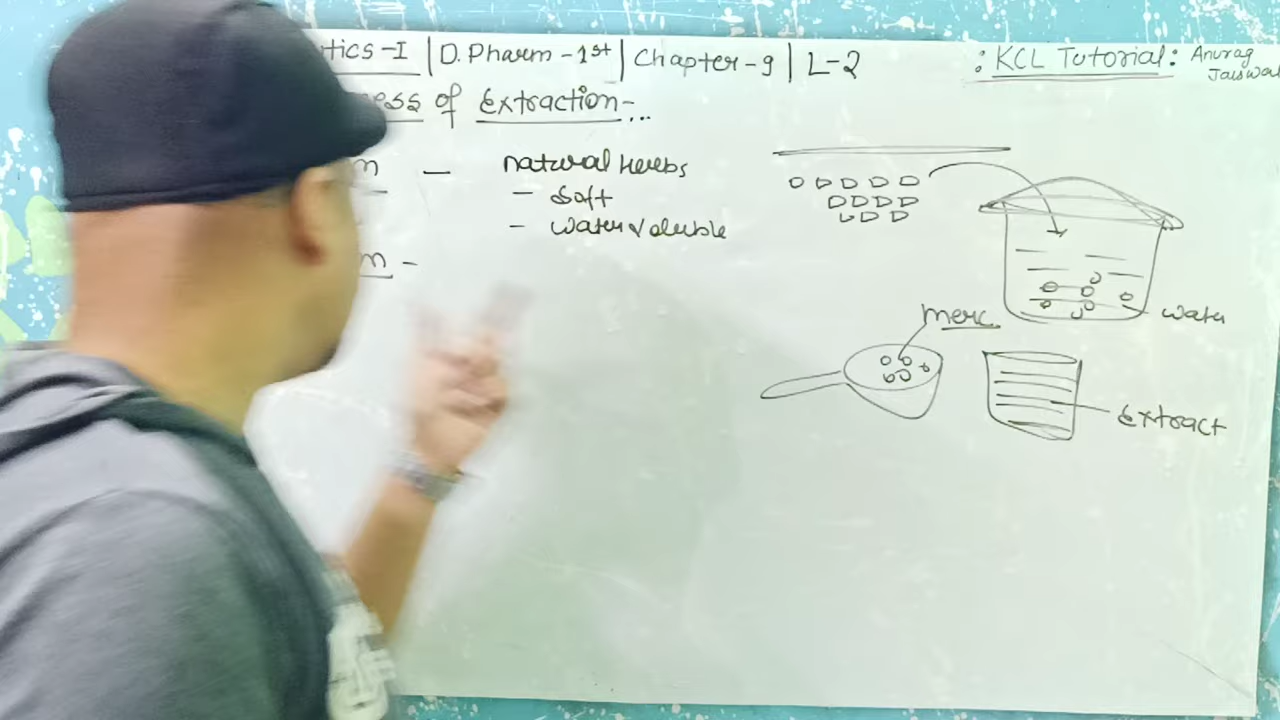 tics-I | D. Pharm - 1st | Chapter-9 | L-2
: KCL Tutorial : Anurag
Jaiswal
ess of Extraction-...
n — natural herbs
- Soft
- Water soluble
n -
water
merc
Extract